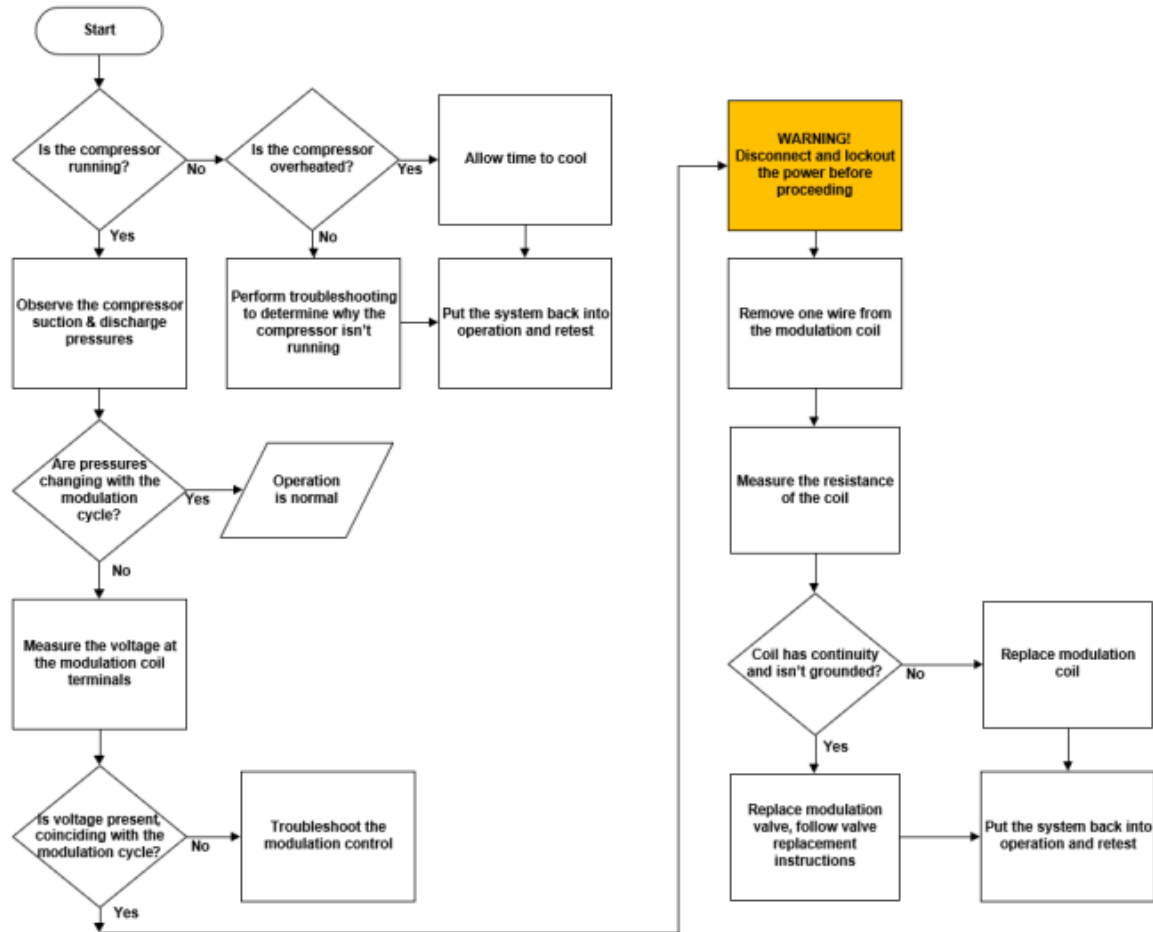 Start
Is the compressor
running?
No
Yes
Is the compressor
overheated?
Yes
No
Allow time to cool
Observe the compressor
suction & discharge
pressures
Perform troubleshooting
to determine why the
compressor isn't
running
Put the system back into
operation and retest
Are pressures
changing with the
modulation
cycle?
Yes
No
Operation
is normal
Measure the voltage at
the modulation coil
terminals
Is voltage present,
coinciding with the
modulation cycle?
No
Yes
Troubleshoot the
modulation control
WARNING!
Disconnect and lockout
the power before
proceeding
Remove one wire from
the modulation coil
Measure the resistance
of the coil
Coil has continuity
and isn't grounded?
No
Yes
Replace modulation
coil
Replace modulation
valve, follow valve
replacement
instructions
Put the system back into
operation and retest